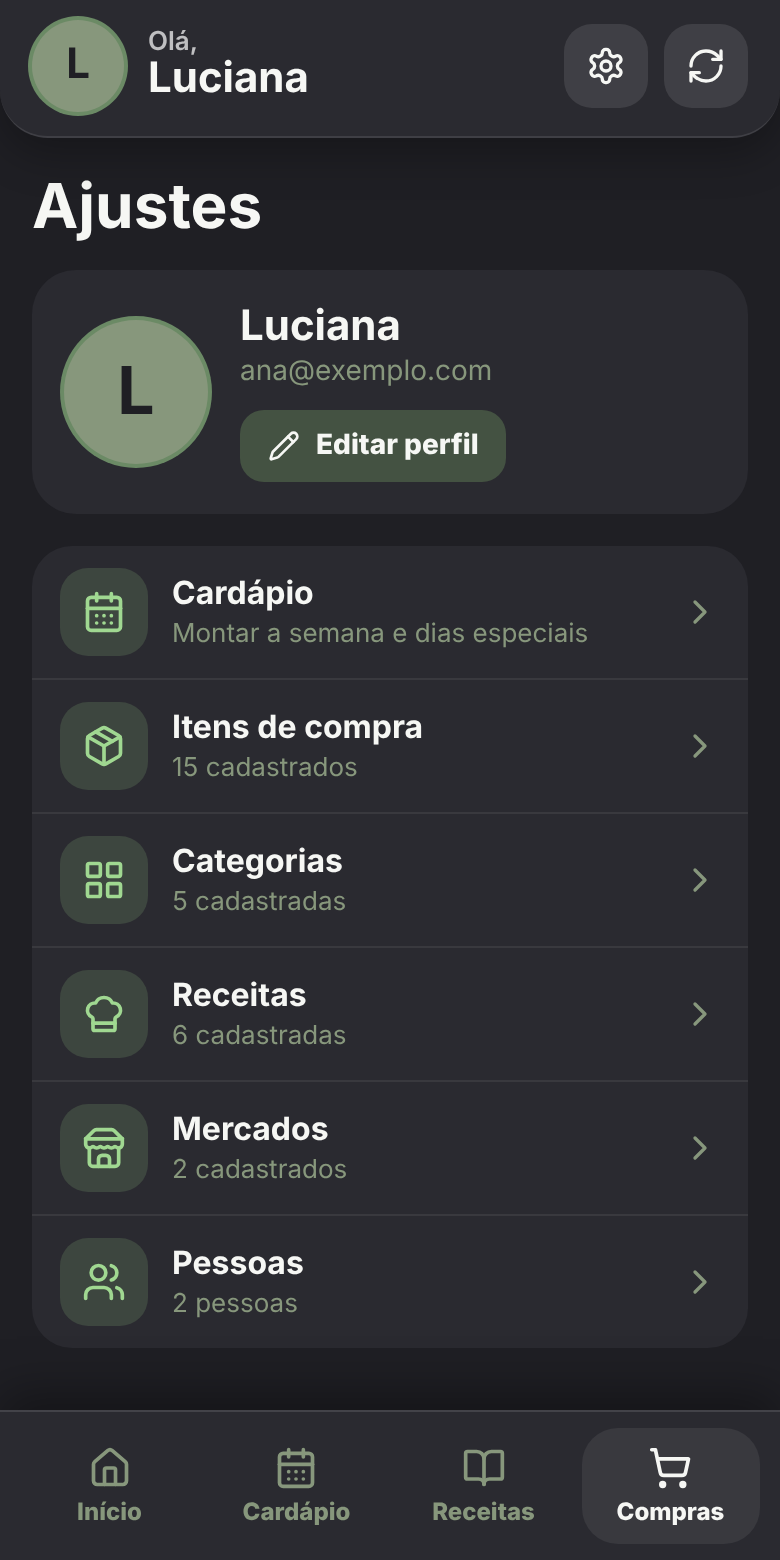 L
Olá,
Luciana
Ajustes
L
Luciana
ana@exemplo.com
Editar perfil
Cardápio
Montar a semana e dias especiais
Itens de compra
15 cadastrados
Categorias
5 cadastradas
Receitas
6 cadastradas
Mercados
2 cadastrados
Pessoas
2 pessoas
Início
Cardápio
Receitas
Compras